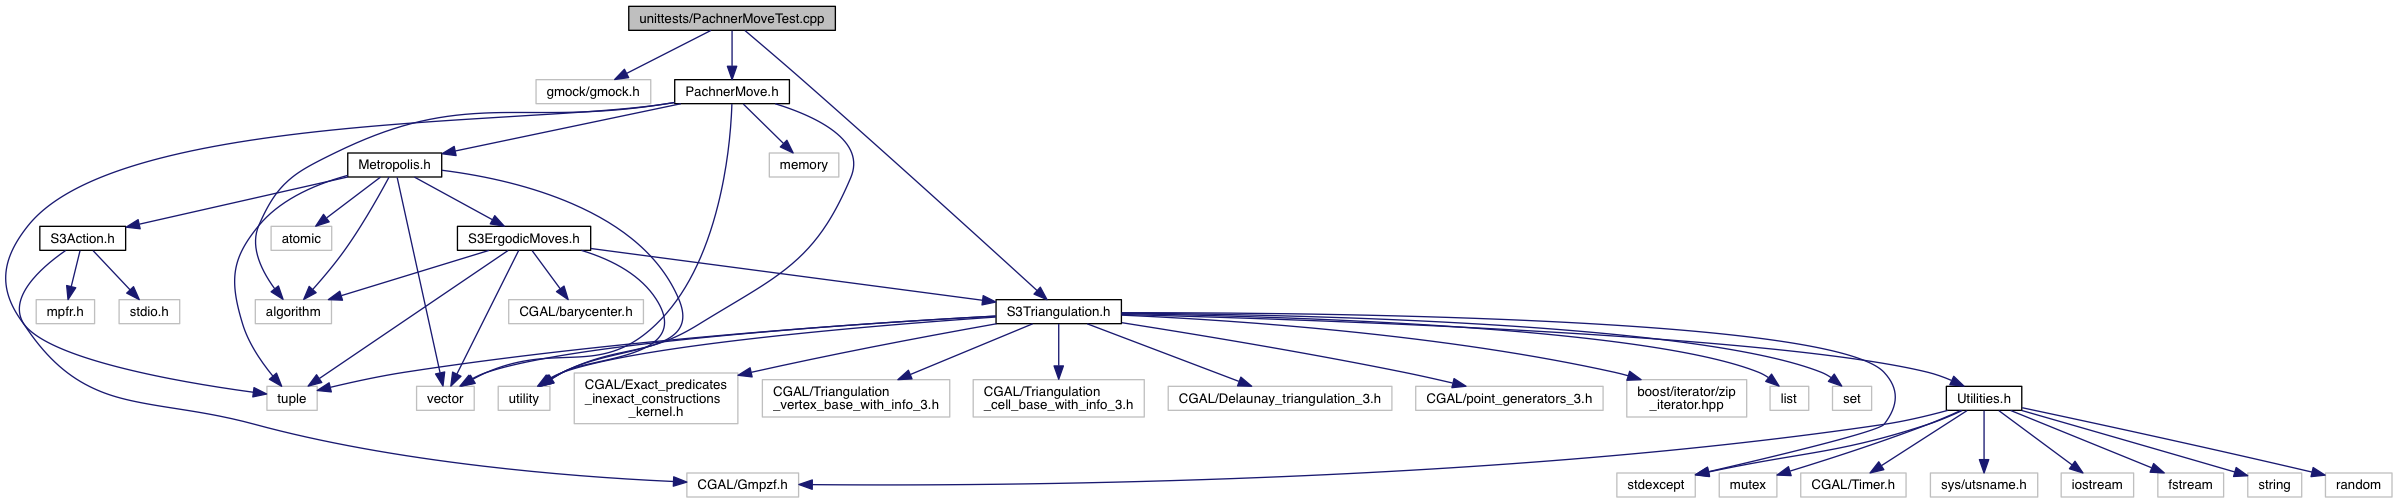 unittests/PachnerMoveTest.cpp
gmock/gmock.h
PachnerMove.h
Metropolis.h
memory
S3Action.h
atomic
S3ErgodicMoves.h
mpfr.h
stdio.h
algorithm
CGAL/barycenter.h
S3Triangulation.h
tuple
vector
utility
CGAL/Exact_predicates
_inexact_constructions
_kernel.h
CGAL/Triangulation
_vertex_base_with_info_3.h
CGAL/Triangulation
_cell_base_with_info_3.h
CGAL/Delaunay_triangulation_3.h
CGAL/point_generators_3.h
boost/iterator/zip
_iterator.hpp
list
set
Utilities.h
CGAL/Gmpzf.h
stdexcept
mutex
CGAL/Timer.h
sys/utsname.h
iostream
fstream
string
random